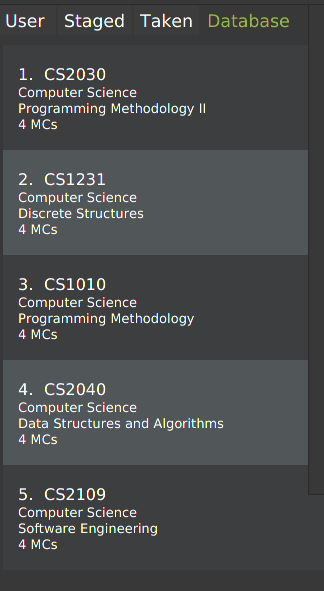 User Staged Taken Database
1. CS2030
Computer Science
Programming Methodology II
4 MCs
2. CS1231
Computer Science
Discrete Structures
4 MCs
3. CS1010
Computer Science
Programming Methodology
4 MCs
4. CS2040
Computer Science
Data Structures and Algorithms
4 MCs
5. CS2109
Computer Science
Software Engineering
4 MCs